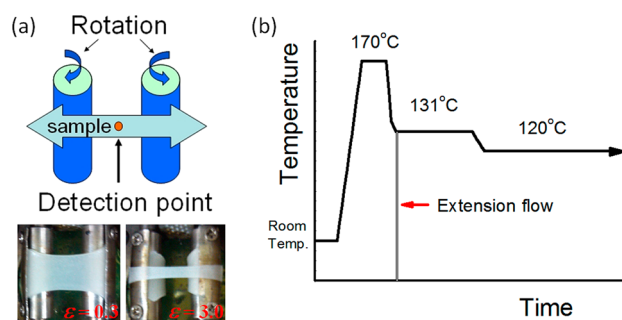 (a)
Rotation
sample
Detection point
ε = 0.3
ε = 3.0
(b)
Temperature
170°C
131°C
120°C
Extension flow
Room
Temp.
Time